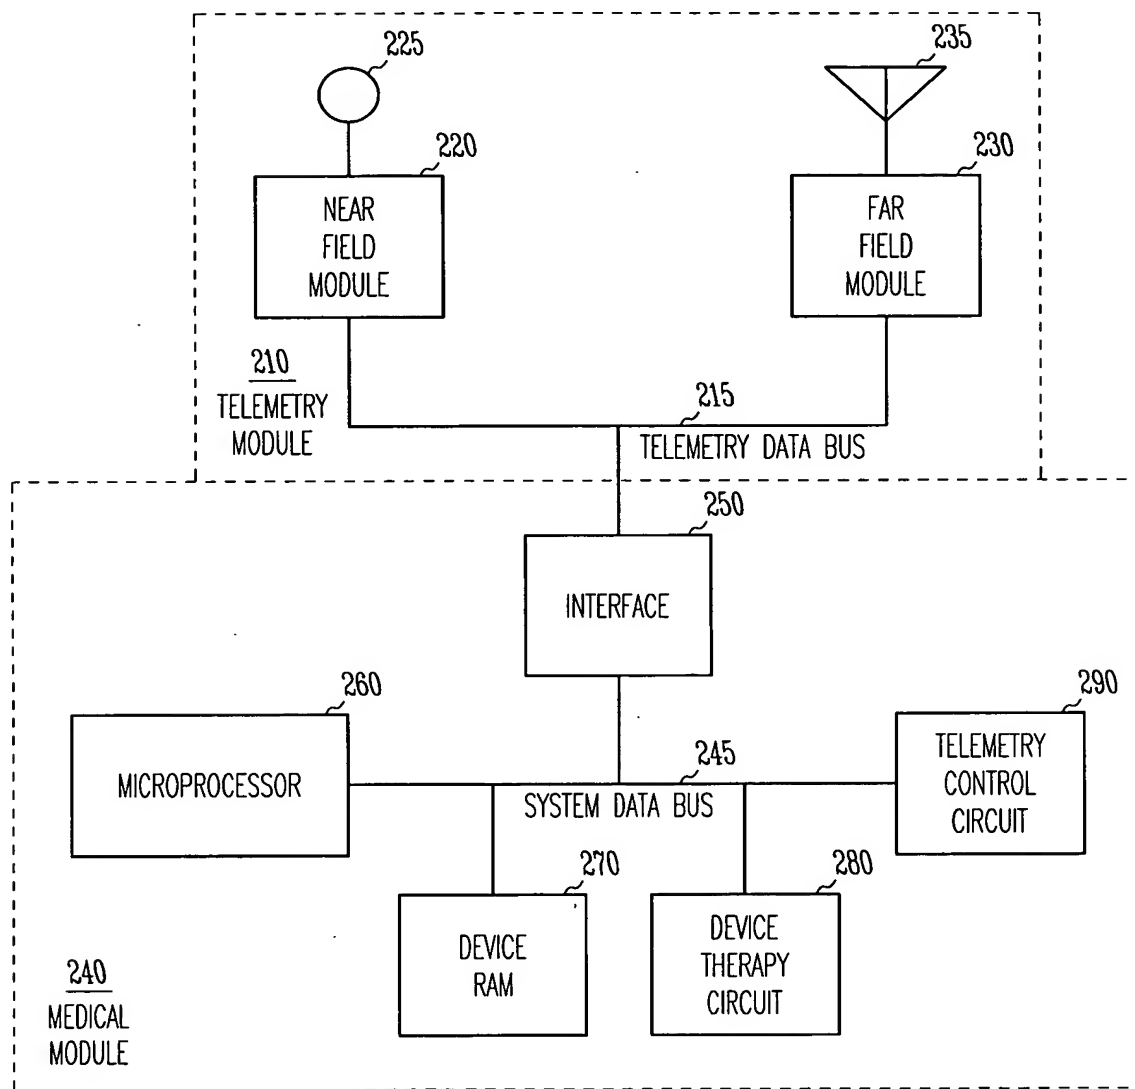 225
235
220
230
NEAR
FIELD
MODULE
FAR
FIELD
MODULE
210
TELEMETRY
MODULE
215
TELEMETRY DATA BUS
250
INTERFACE
260
MICROPROCESSOR
245
SYSTEM DATA BUS
290
TELEMETRY
CONTROL
CIRCUIT
270
DEVICE
RAM
280
DEVICE
THERAPY
CIRCUIT
240
MEDICAL
MODULE